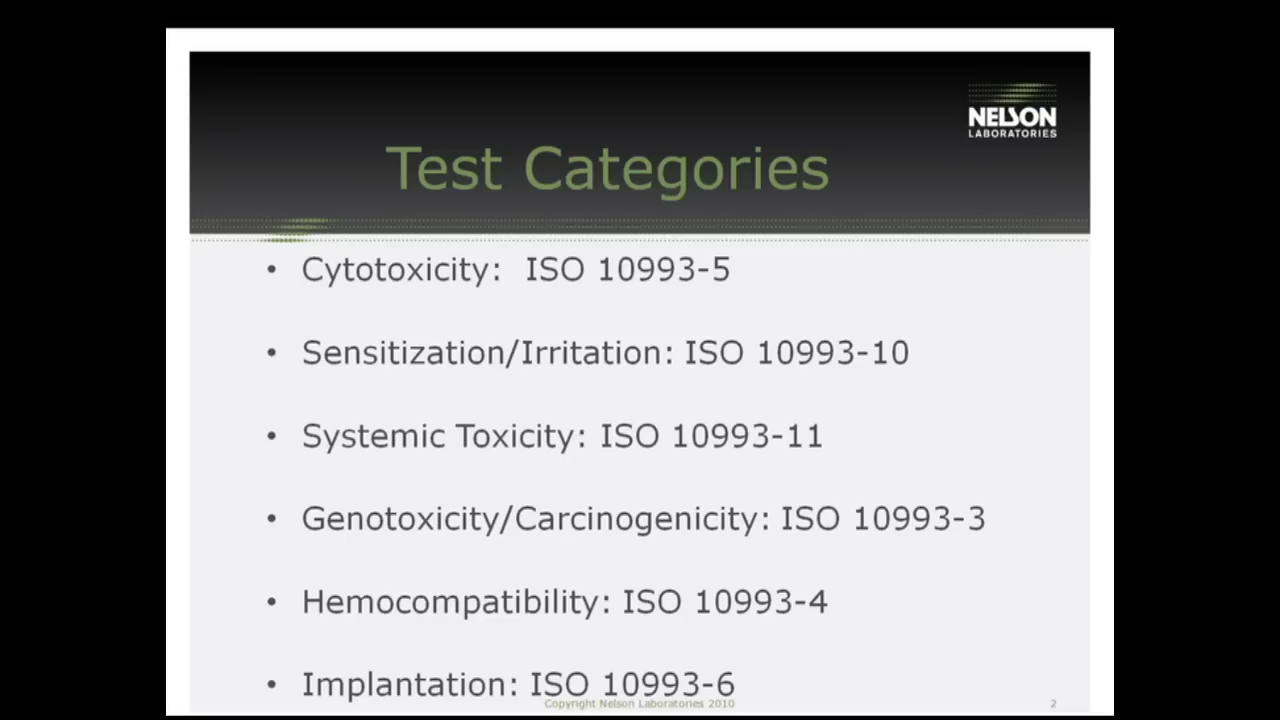 NELSON
LABORATORIES
Test Categories
• Cytotoxicity:  ISO 10993-5
• Sensitization/Irritation: ISO 10993-10
• Systemic Toxicity: ISO 10993-11
• Genotoxicity/Carcinogenicity: ISO 10993-3
• Hemocompatibility: ISO 10993-4
• Implantation: ISO 10993-6
Copyright Nelson Laboratories 2010
2